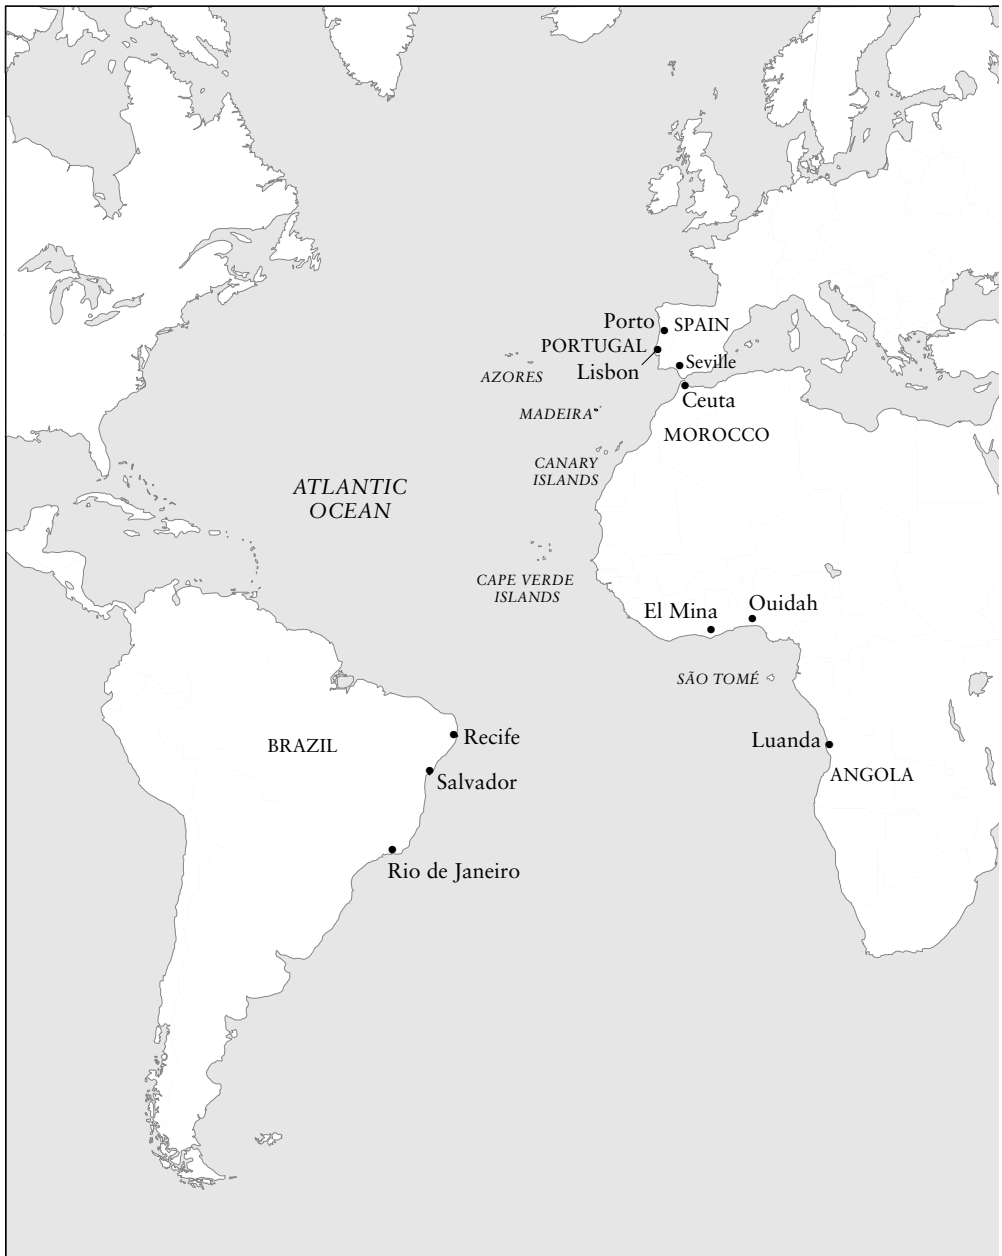 Porto
SPAIN
PORTUGAL
Lisbon
Seville
AZORES
Ceuta
MADEIRA
MOROCCO
CANARY
ISLANDS
ATLANTIC
OCEAN
CAPE VERDE
ISLANDS
El Mina
Ouidah
SÃO TOMÉ
BRAZIL
Recife
Luanda
Salvador
ANGOLA
Rio de Janeiro